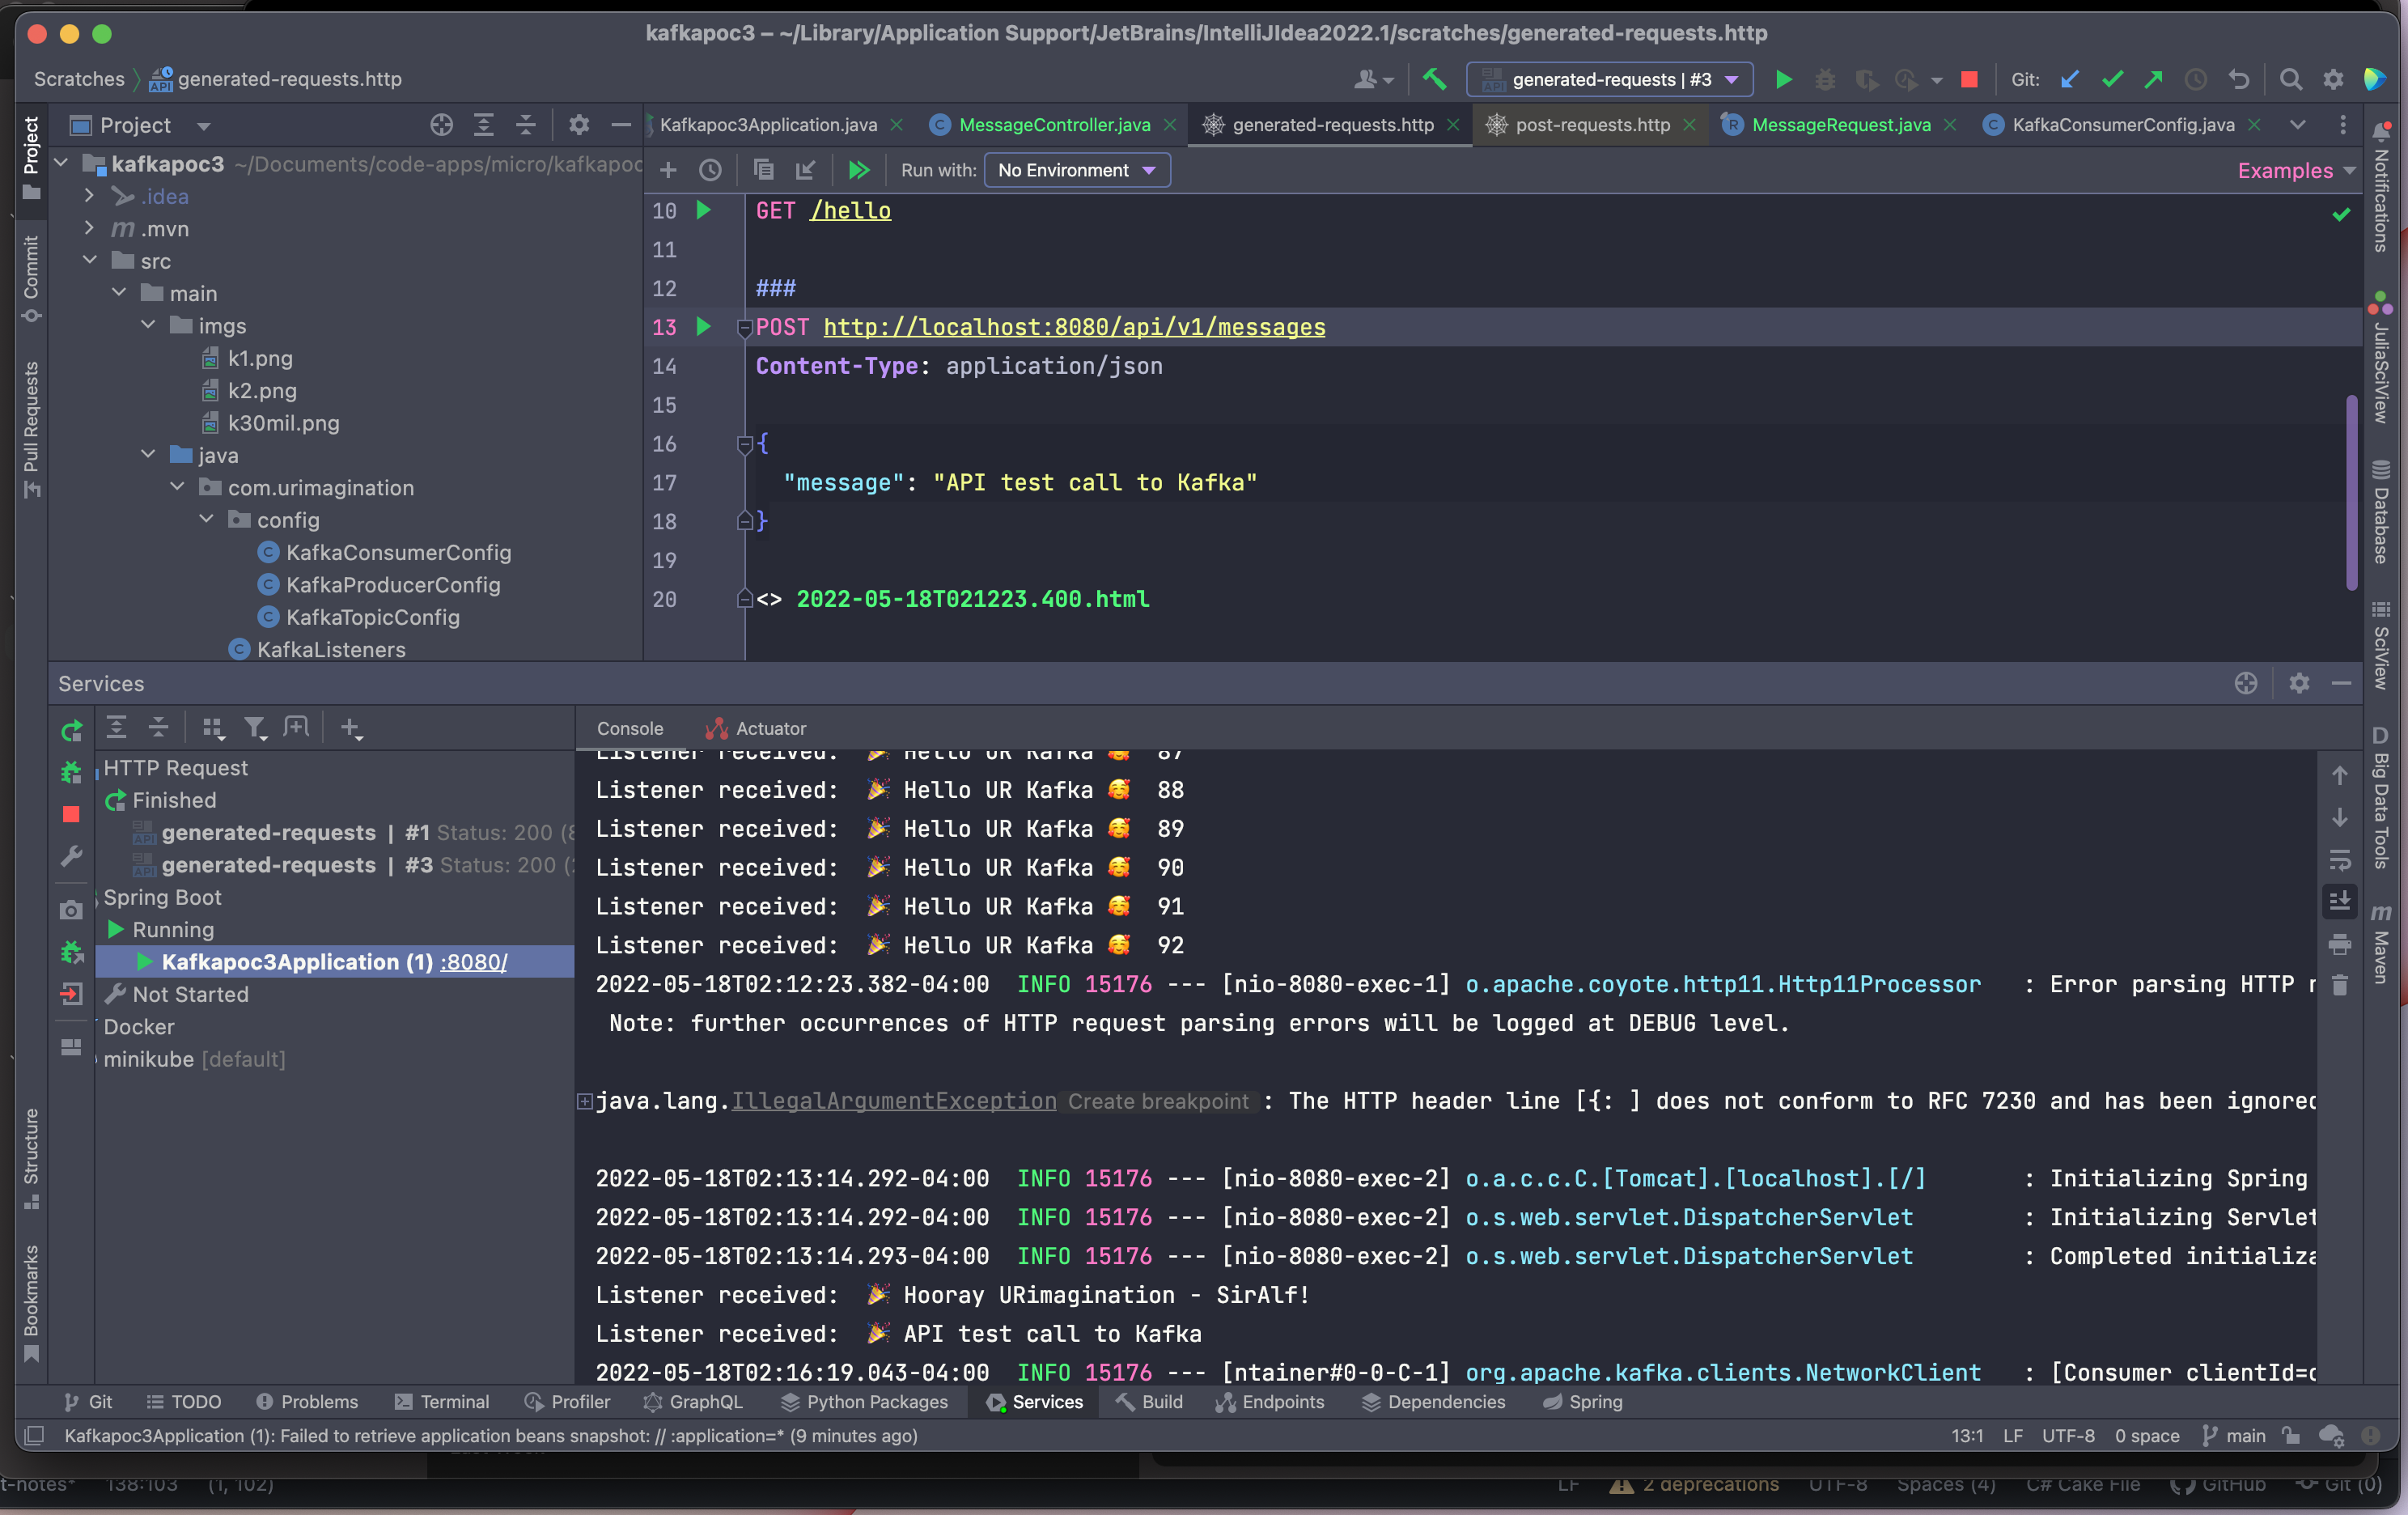 kafkapoc3 – ~/Library/Application Support/JetBrains/IntelliJIdea2022.1/scratches/generated-requests.http
Scratches
generated-requests.http
generated-requests | #3
Git:
Project
Kafkapoc3Application.java
MessageController.java
generated-requests.http
post-requests.http
MessageRequest.java
KafkaConsumerConfig.java
Run with:
No Environment
Examples
Project
Commit
Pull Requests
Structure
Bookmarks
kafkapoc3 ~/Documents/code-apps/micro/kafkapoc
.idea
.mvn
src
main
imgs
k1.png
k2.png
k30mil.png
java
com.urimagination
config
KafkaConsumerConfig
KafkaProducerConfig
KafkaTopicConfig
KafkaListeners
10 GET /hello
11
12 ###
13 POST http://localhost:8080/api/v1/messages
14 Content-Type: application/json
15
16 {
17 "message": "API test call to Kafka"
18 }
19
20 <> 2022-05-18T021223.400.html
Notifications
JuliaSciView
Database
SciView
Big Data Tools
Maven
Services
HTTP Request
Finished
generated-requests | #1 Status: 200
generated-requests | #3 Status: 200
Spring Boot
Running
Kafkapoc3Application (1) :8080/
Not Started
Docker
minikube [default]
Console
Actuator
Listener received: 🎉 Hello UR Kafka 🥰 87
Listener received: 🎉 Hello UR Kafka 🥰 88
Listener received: 🎉 Hello UR Kafka 🥰 89
Listener received: 🎉 Hello UR Kafka 🥰 90
Listener received: 🎉 Hello UR Kafka 🥰 91
Listener received: 🎉 Hello UR Kafka 🥰 92
2022-05-18T02:12:23.382-04:00 INFO 15176 --- [nio-8080-exec-1] o.apache.coyote.http11.Http11Processor : Error parsing HTTP
Note: further occurrences of HTTP request parsing errors will be logged at DEBUG level.
java.lang.IllegalArgumentException Create breakpoint : The HTTP header line [{: ] does not conform to RFC 7230 and has been ignored
2022-05-18T02:13:14.292-04:00 INFO 15176 --- [nio-8080-exec-2] o.a.c.c.C.[Tomcat].[localhost].[/] : Initializing Spring
2022-05-18T02:13:14.292-04:00 INFO 15176 --- [nio-8080-exec-2] o.s.web.servlet.DispatcherServlet : Initializing Servlet
2022-05-18T02:13:14.293-04:00 INFO 15176 --- [nio-8080-exec-2] o.s.web.servlet.DispatcherServlet : Completed initializa
Listener received: 🎉 Hooray URimagination - SirAlf!
Listener received: 🎉 API test call to Kafka
2022-05-18T02:16:19.043-04:00 INFO 15176 --- [ntainer#0-0-C-1] org.apache.kafka.clients.NetworkClient : [Consumer clientId=
Git
TODO
Problems
Terminal
Profiler
GraphQL
Python Packages
Services
Build
Endpoints
Dependencies
Spring
Kafkapoc3Application (1): Failed to retrieve application beans snapshot: // :application=* (9 minutes ago)
13:1 LF UTF-8 0 space main
t-notes* 138:103 (1, 102)
LF 2 deprecations UTF-8 Spaces (4) C# Cake File GitHub Git (0)